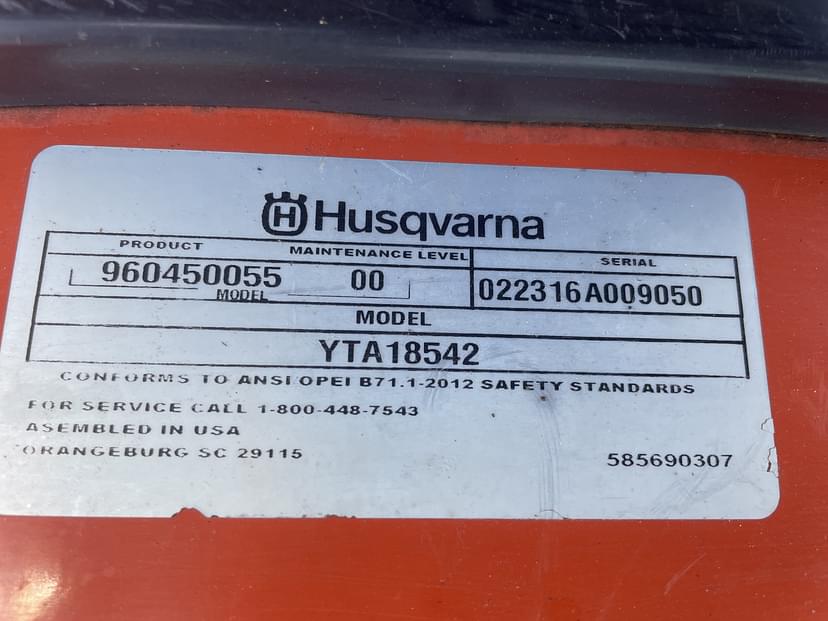 Husqvarna
PRODUCT MAINTENANCE LEVEL SERIAL
960450055 00 022316A009050
MODEL
MODEL
YTA18542
CONFORMS TO ANSI OPEI B71.1-2012 SAFETY STANDARDS
FOR SERVICE CALL 1-800-448-7543
ASEMBLED IN USA
ORANGEBURG SC 29115
585690307